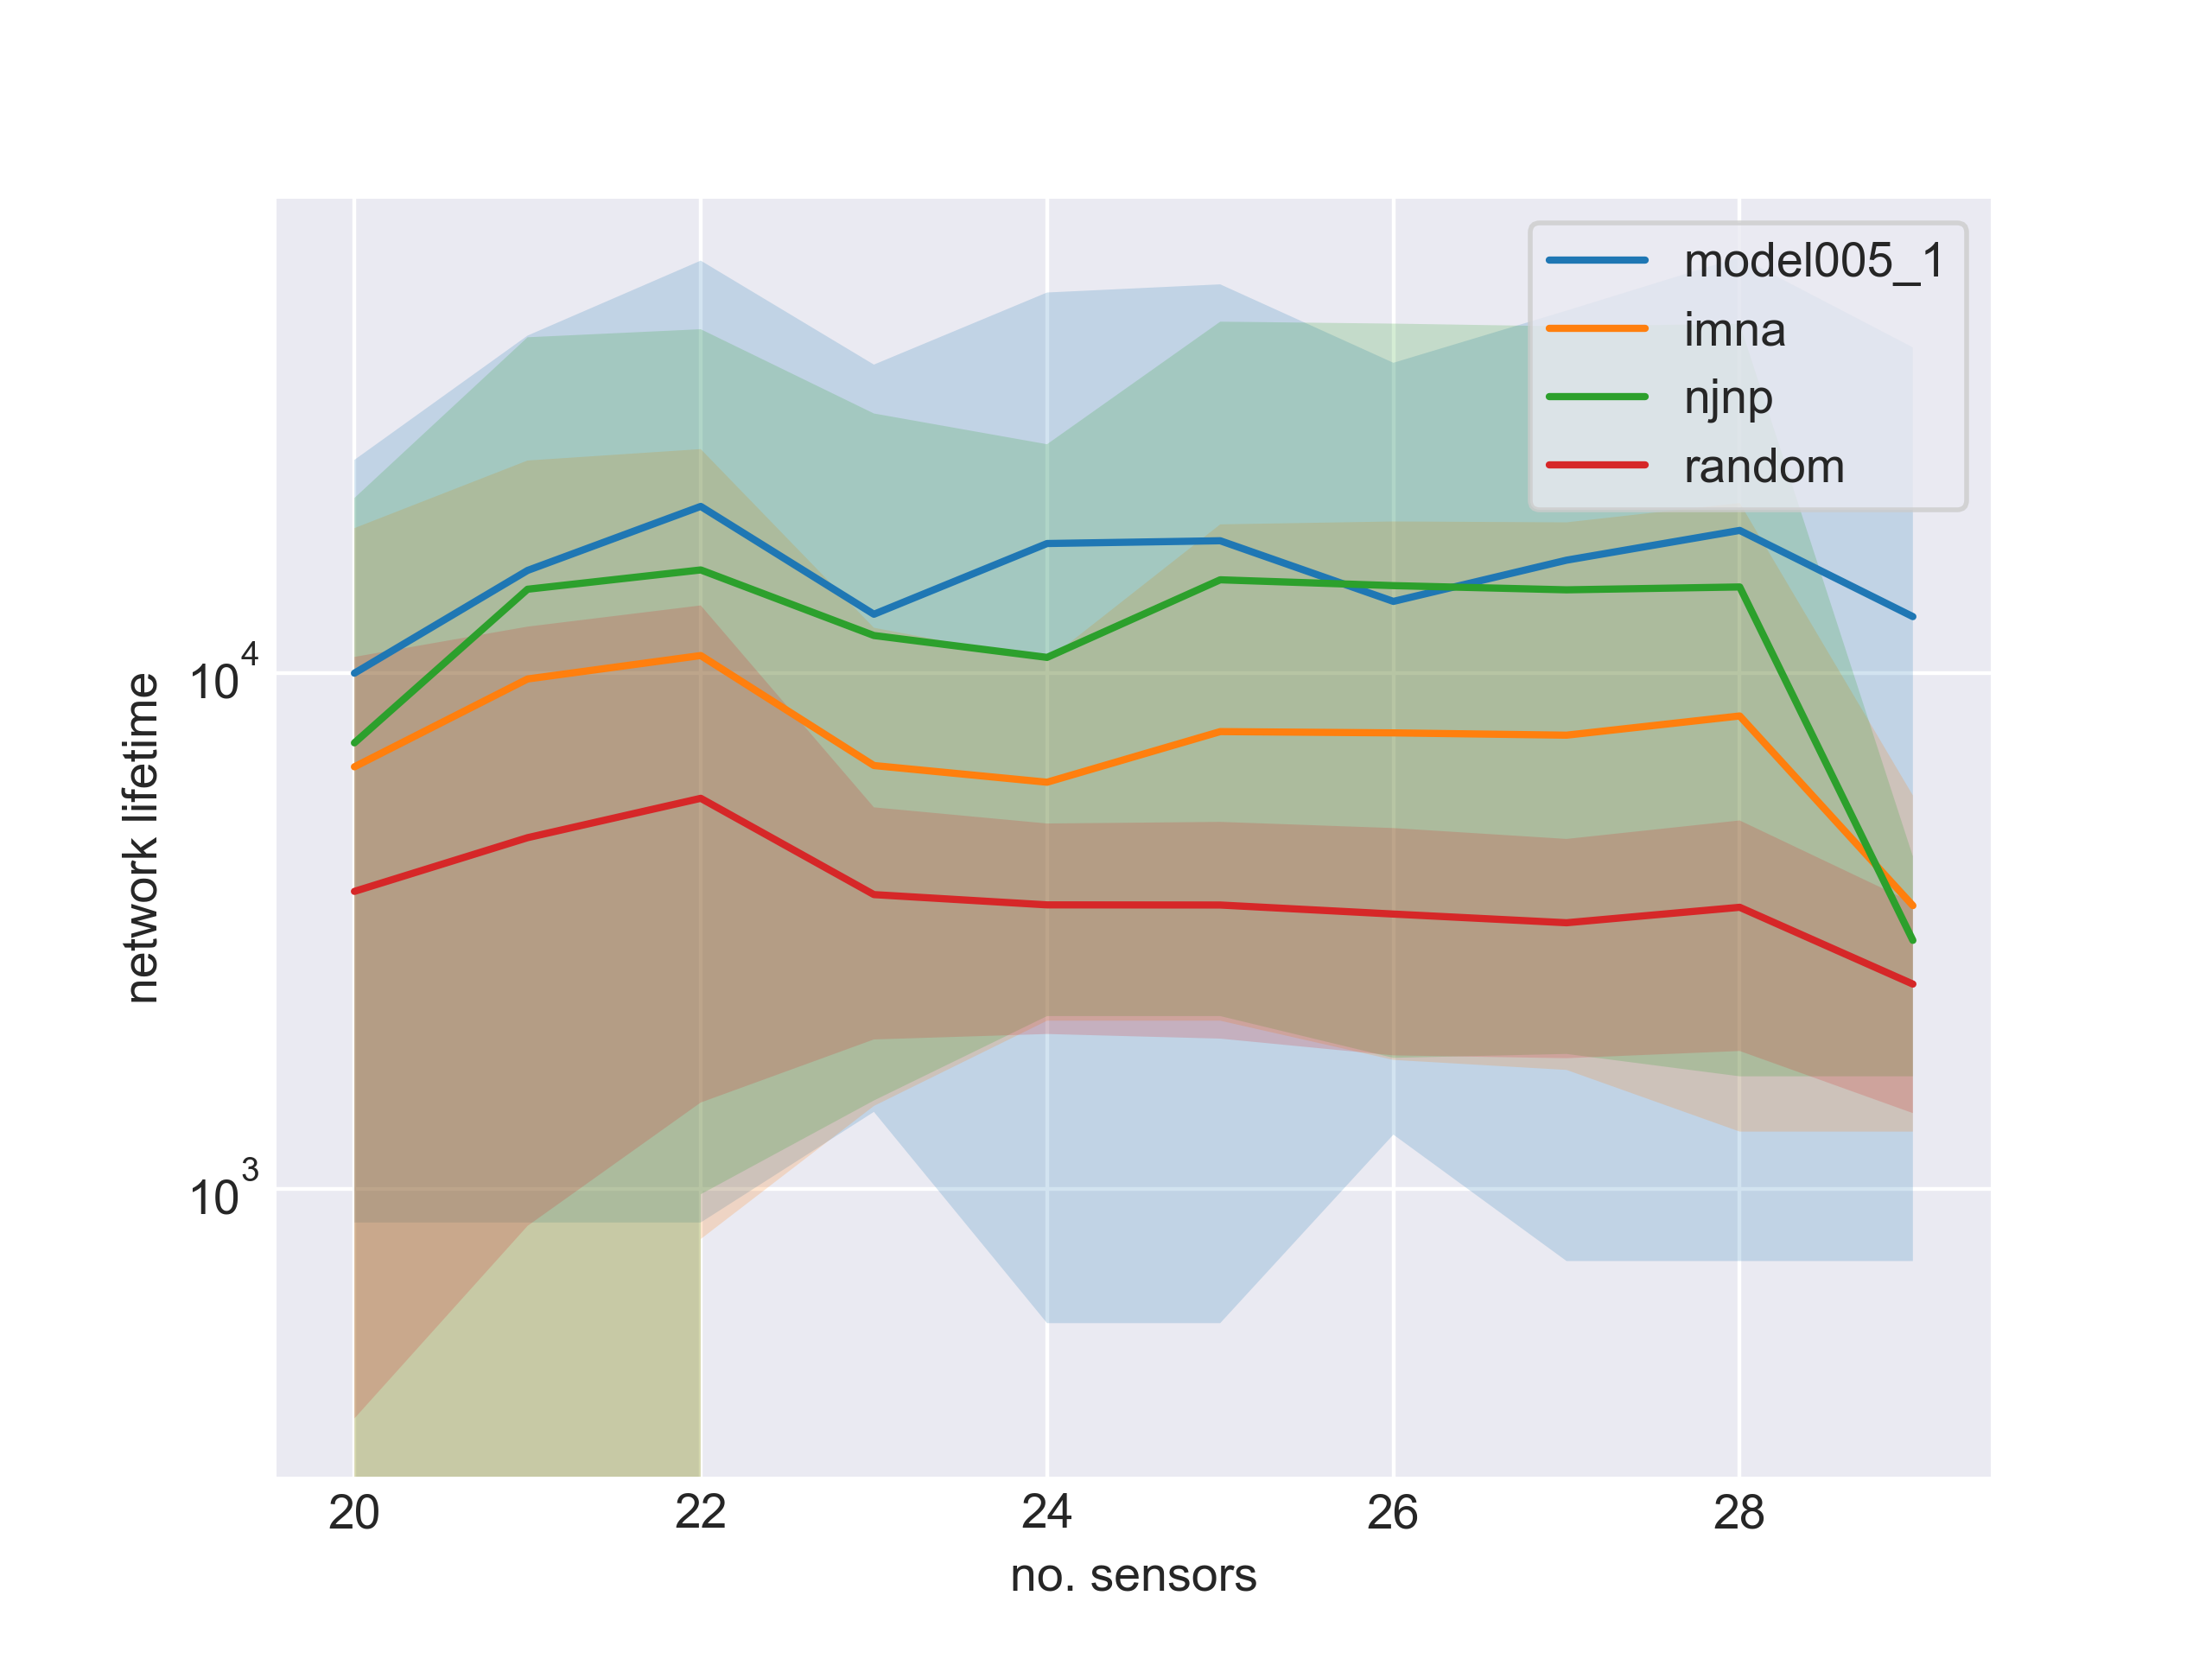 model005_1
imna
njnp
random
network lifetime
10^4
10^3
20 22 24 26 28
no. sensors